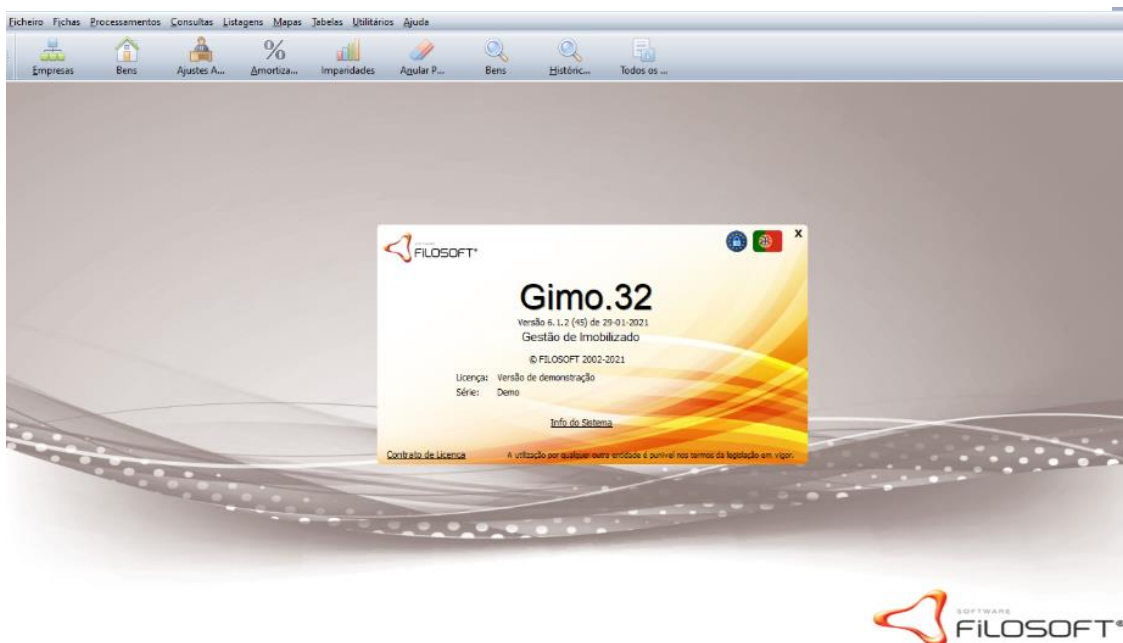 Ficheiro Fichas Processamentos Consultas Listagens Mapas Tabelas Utilitários Ajuda
Empresas Bens Ajustes A... Amortiza... Imparidades Anular P... Bens Históric... Todos os ...
FILOSOFT®
X
Gimo.32
Versão 6.1.2 (45) de 29-01-2021
Gestão de Imobilizado
© FILOSOFT 2002-2021
Licença: Versão de demonstração
Série: Demo
Info do Sistema
Contrato de Licença A utilização por qualquer outra entidade é punível nos termos da legislação em vigor.
SOFTWARE
FILOSOFT®